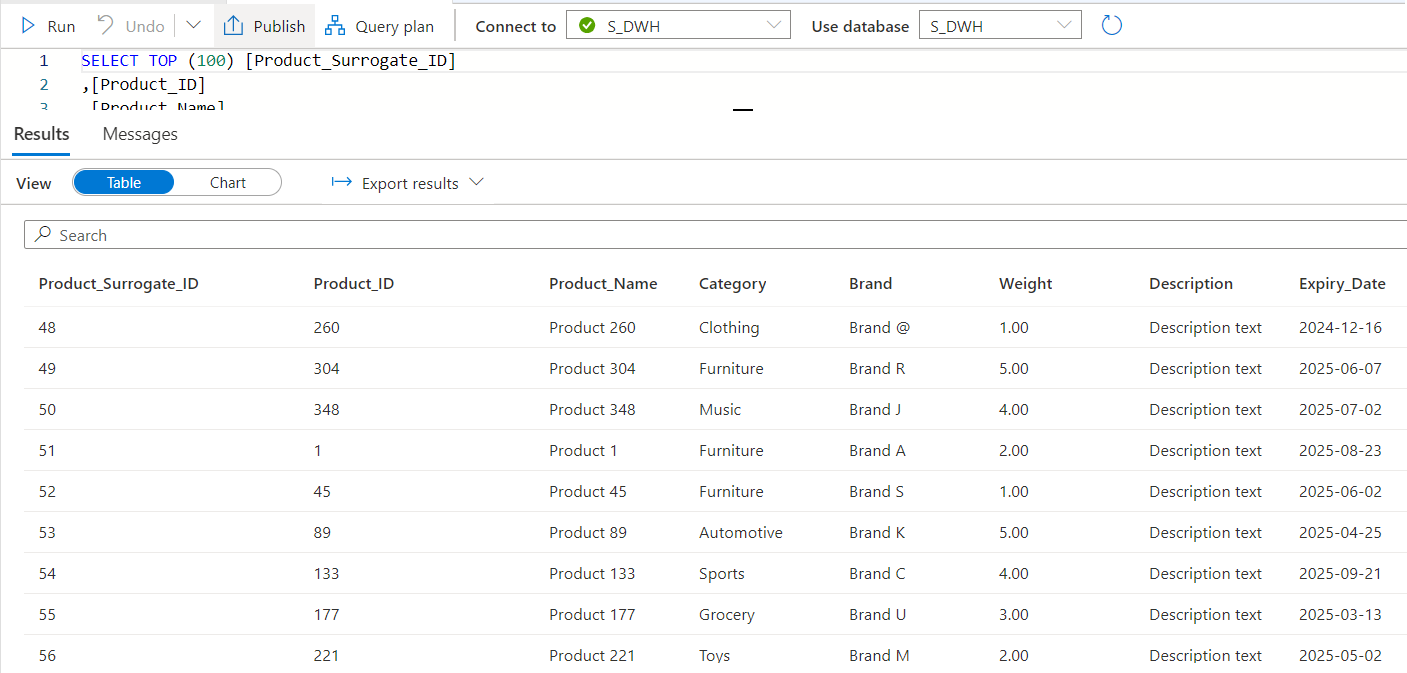 Run Undo Publish Query plan Connect to S_DWH Use database S_DWH
1 SELECT TOP (100) [Product_Surrogate_ID]
2 ,[Product_ID]
3 [Product_Name]
Results Messages
View Table Chart Export results
Search
Product_Surrogate_ID Product_ID Product_Name Category Brand Weight Description Expiry_Date
48 260 Product 260 Clothing Brand @ 1.00 Description text 2024-12-16
49 304 Product 304 Furniture Brand R 5.00 Description text 2025-06-07
50 348 Product 348 Music Brand J 4.00 Description text 2025-07-02
51 1 Product 1 Furniture Brand A 2.00 Description text 2025-08-23
52 45 Product 45 Furniture Brand S 1.00 Description text 2025-06-02
53 89 Product 89 Automotive Brand K 5.00 Description text 2025-04-25
54 133 Product 133 Sports Brand C 4.00 Description text 2025-09-21
55 177 Product 177 Grocery Brand U 3.00 Description text 2025-03-13
56 221 Product 221 Toys Brand M 2.00 Description text 2025-05-02